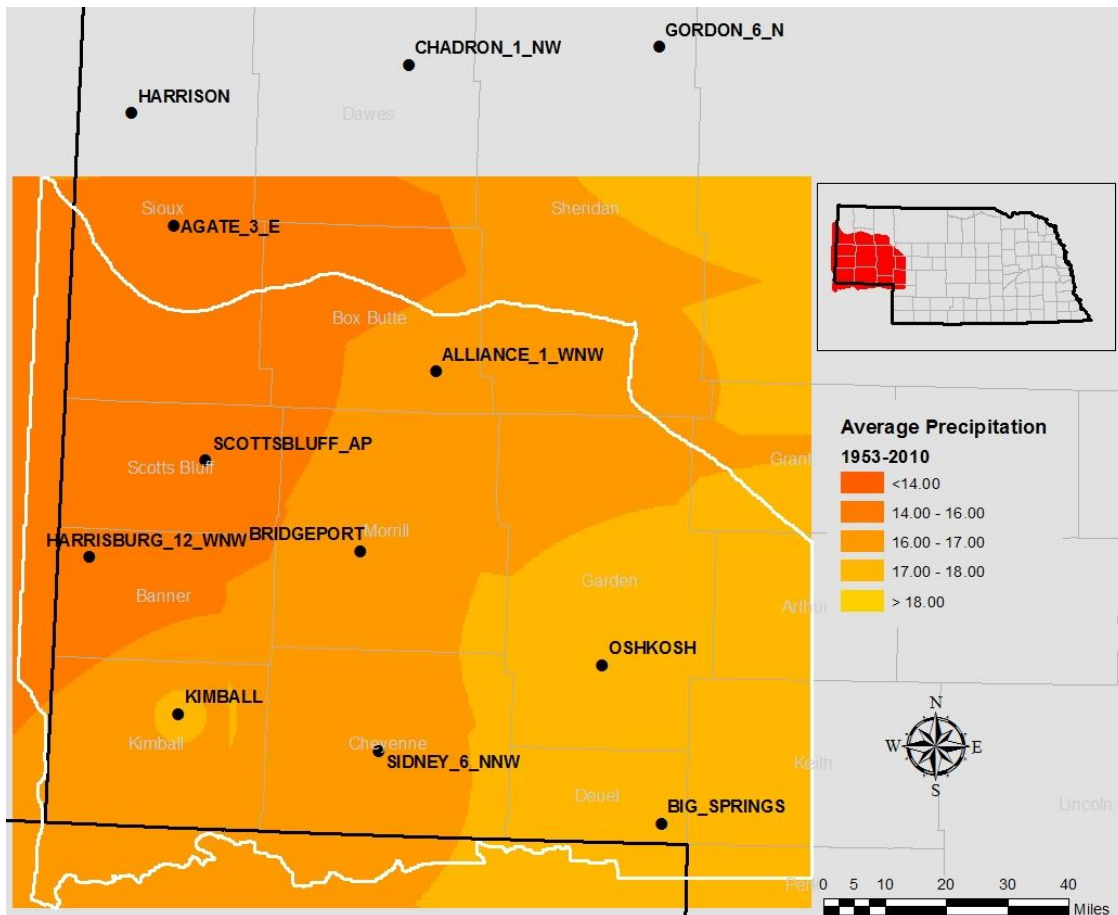 GORDON_6_N
CHADRON_1_NW
HARRISON
Dawes
Sioux
Sheridan
AGATE_3_E
Box Butte
ALLIANCE_1_WNW
SCOTTSBLUFF_AP
Scotts Bluff
Grant
BRIDGEPORT
Morrill
HARRISBURG_12_WNW
Garden
Banner
Arthur
OSHKOSH
KIMBALL
Kimball
Cheyenne
SIDNEY_6_NNW
Keith
Deuel
BIG_SPRINGS
Lincoln
Average Precipitation
1953-2010
<14.00
14.00 - 16.00
16.00 - 17.00
17.00 - 18.00
> 18.00
N
W E
S
0 5 10 20 30 40
Miles